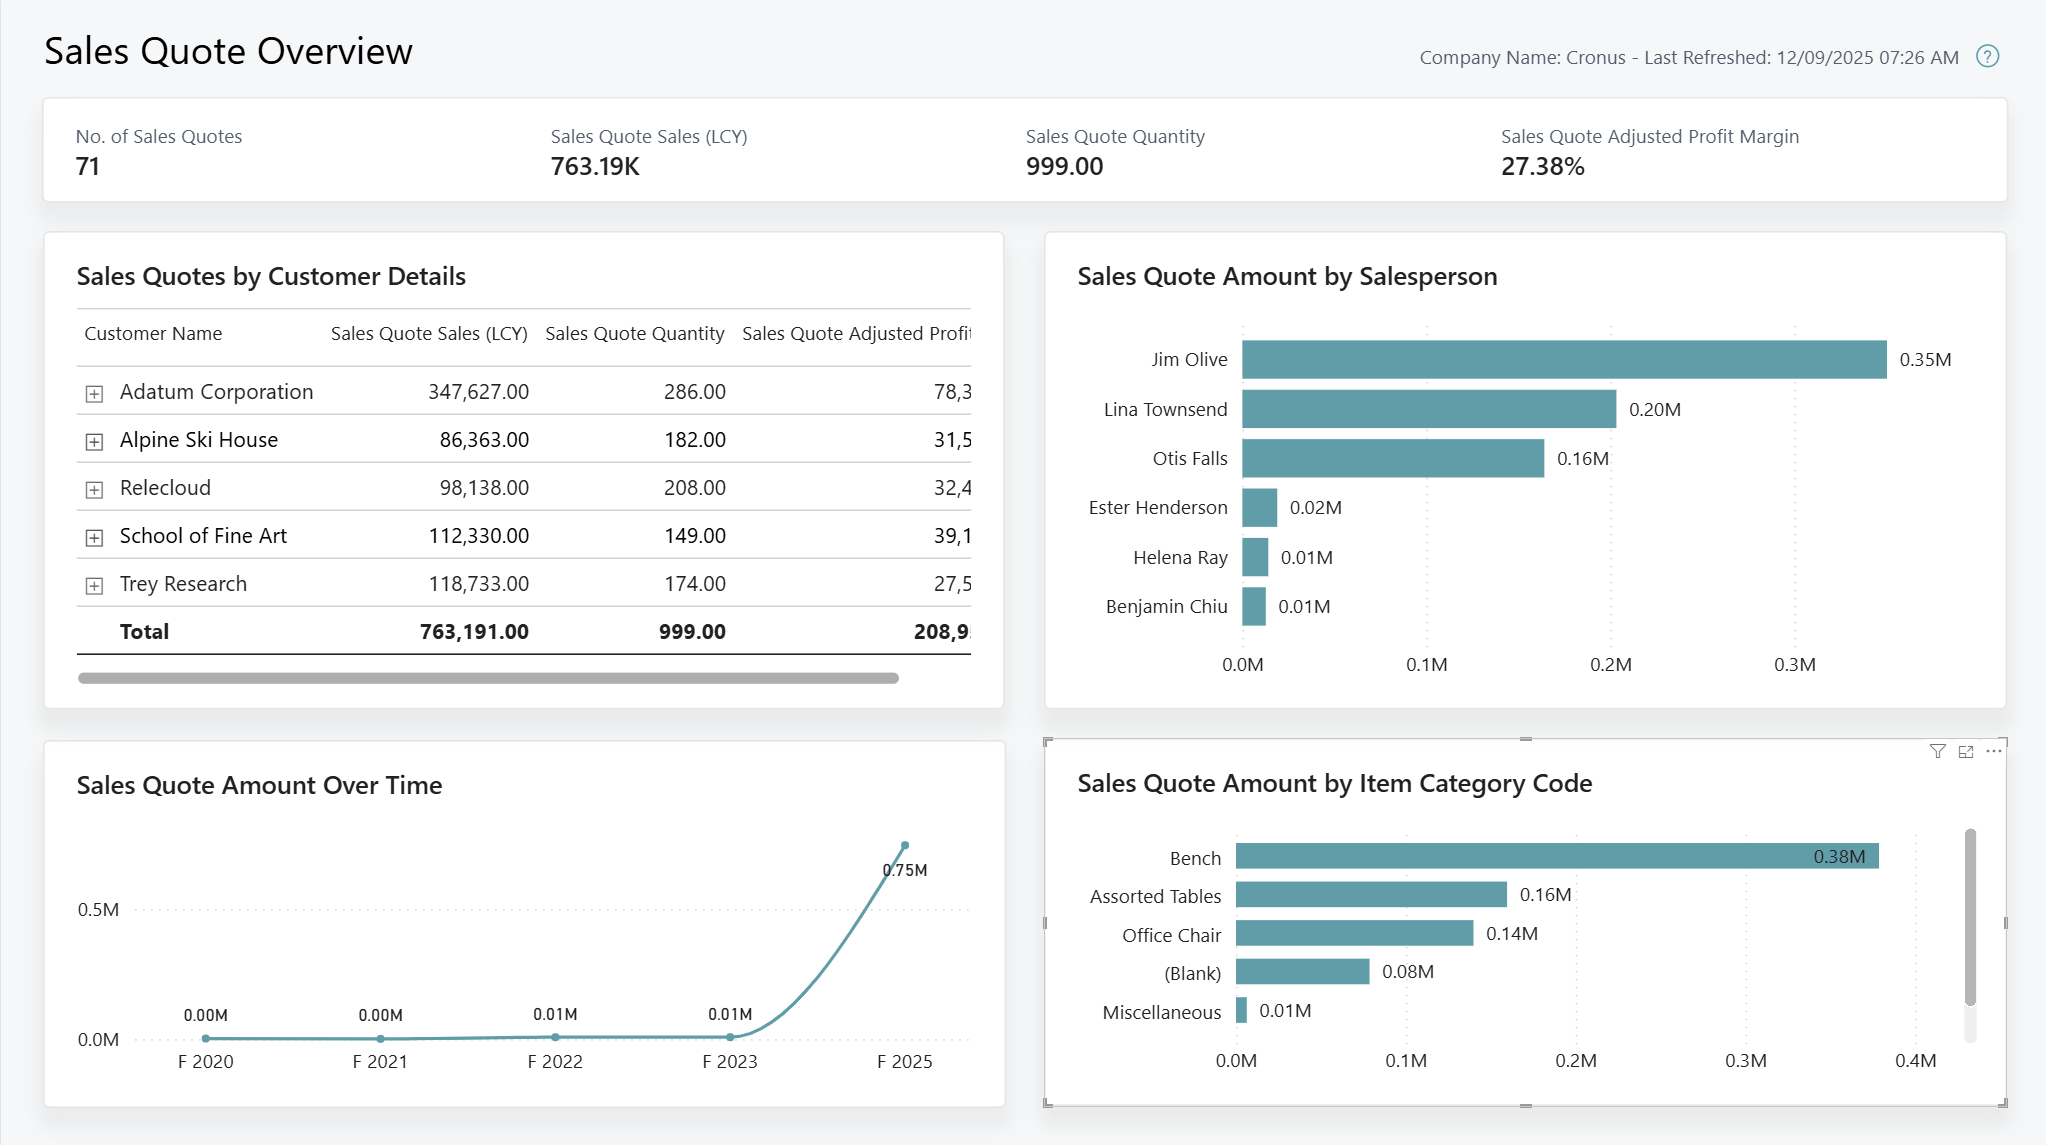 Sales Quote Overview
Company Name: Cronus - Last Refreshed: 12/09/2025 07:26 AM
?
No. of Sales Quotes
71
Sales Quote Sales (LCY)
763.19K
Sales Quote Quantity
999.00
Sales Quote Adjusted Profit Margin
27.38%
Sales Quotes by Customer Details
Customer Name Sales Quote Sales (LCY) Sales Quote Quantity Sales Quote Adjusted Profit
Adatum Corporation 347,627.00 286.00 78,3
Alpine Ski House 86,363.00 182.00 31,5
Relecloud 98,138.00 208.00 32,4
School of Fine Art 112,330.00 149.00 39,1
Trey Research 118,733.00 174.00 27,5
Total 763,191.00 999.00 208,9
Sales Quote Amount by Salesperson
Jim Olive 0.35M
Lina Townsend 0.20M
Otis Falls 0.16M
Ester Henderson 0.02M
Helena Ray 0.01M
Benjamin Chiu 0.01M
0.0M 0.1M 0.2M 0.3M
Sales Quote Amount Over Time
0.75M
0.5M
0.00M 0.00M 0.01M 0.01M
0.0M
F 2020 F 2021 F 2022 F 2023 F 2025
Sales Quote Amount by Item Category Code
Bench 0.38M
Assorted Tables 0.16M
Office Chair 0.14M
(Blank) 0.08M
Miscellaneous 0.01M
0.0M 0.1M 0.2M 0.3M 0.4M